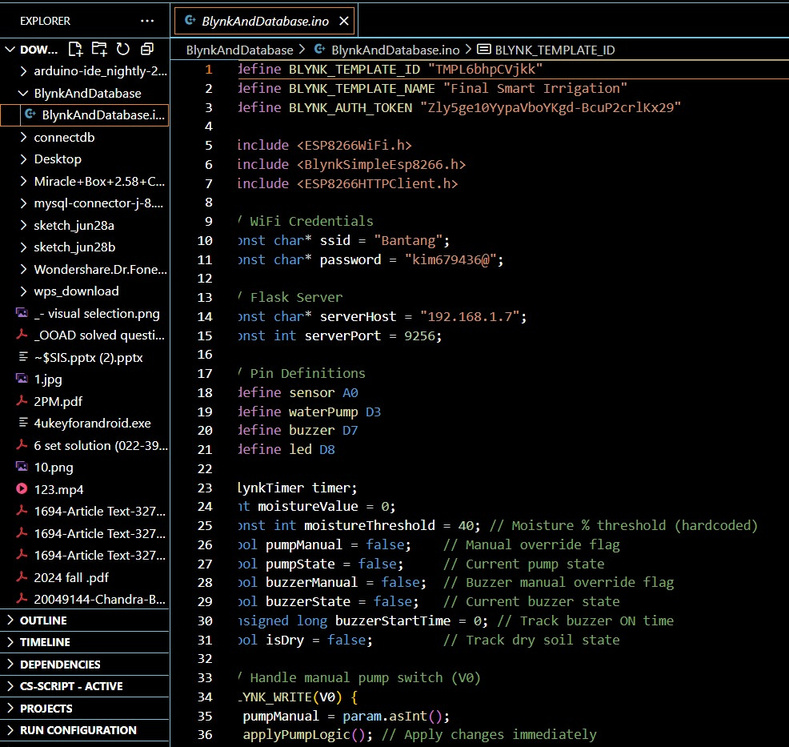 EXPLORER
DOW...
arduino-ide_nightly-2...
BlynkAndDatabase
BlynkAndDatabase.i...
connectdb
Desktop
Miracle+Box+2.58+C...
mysql-connector-j-8....
sketch_jun28a
sketch_jun28b
Wondershare.Dr.Fone...
wps_download
_- visual selection.png
_OOAD solved questi...
~$SIS.pptx (2).pptx
1.jpg
2PM.pdf
4ukeyforandroid.exe
6 set solution (022-39...
10.png
123.mp4
1694-Article Text-327...
1694-Article Text-327...
1694-Article Text-327...
2024 fall .pdf
20049144-Chandra-B...
OUTLINE
TIMELINE
DEPENDENCIES
CS-SCRIPT - ACTIVE
PROJECTS
RUN CONFIGURATION
BlynkAndDatabase.ino
BlynkAndDatabase > BlynkAndDatabase.ino > BLYNK_TEMPLATE_ID
1 define BLYNK_TEMPLATE_ID "TMPL6bhpCVjkk"
2 define BLYNK_TEMPLATE_NAME "Final Smart Irrigation"
3 define BLYNK_AUTH_TOKEN "Zly5ge10YypaVboYKgd-BcuP2crlKx29"
4
5 include <ESP8266WiFi.h>
6 include <BlynkSimpleEsp8266.h>
7 include <ESP8266HTTPClient.h>
8
9 / WiFi Credentials
10 onst char* ssid = "Bantang";
11 onst char* password = "kim679436@";
12
13 / Flask Server
14 onst char* serverHost = "192.168.1.7";
15 onst int serverPort = 9256;
16
17 / Pin Definitions
18 define sensor A0
19 define waterPump D3
20 define buzzer D7
21 define led D8
22
23 lynkTimer timer;
24 nt moistureValue = 0;
25 onst int moistureThreshold = 40; // Moisture % threshold (hardcoded)
26 ool pumpManual = false; // Manual override flag
27 ool pumpState = false; // Current pump state
28 ool buzzerManual = false; // Buzzer manual override flag
29 ool buzzerState = false; // Current buzzer state
30 nsigned long buzzerStartTime = 0; // Track buzzer ON time
31 ool isDry = false; // Track dry soil state
32
33 / Handle manual pump switch (V0)
34 LYNK_WRITE(V0) {
35 pumpManual = param.asInt();
36 applyPumpLogic(); // Apply changes immediately